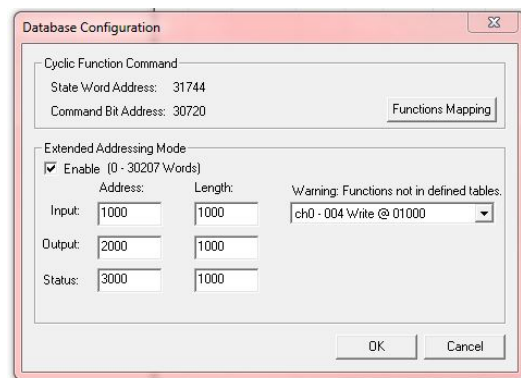 Database Configuration
Cyclic Function Command
State Word Address: 31744
Command Bit Address: 30720
Functions Mapping
Extended Addressing Mode
Enable (0 - 30207 Words)
Address: Length: Warning: Functions not in defined tables.
Input: 1000 1000 ch0 - 004 Write @ 01000
Output: 2000 1000
Status: 3000 1000
OK Cancel